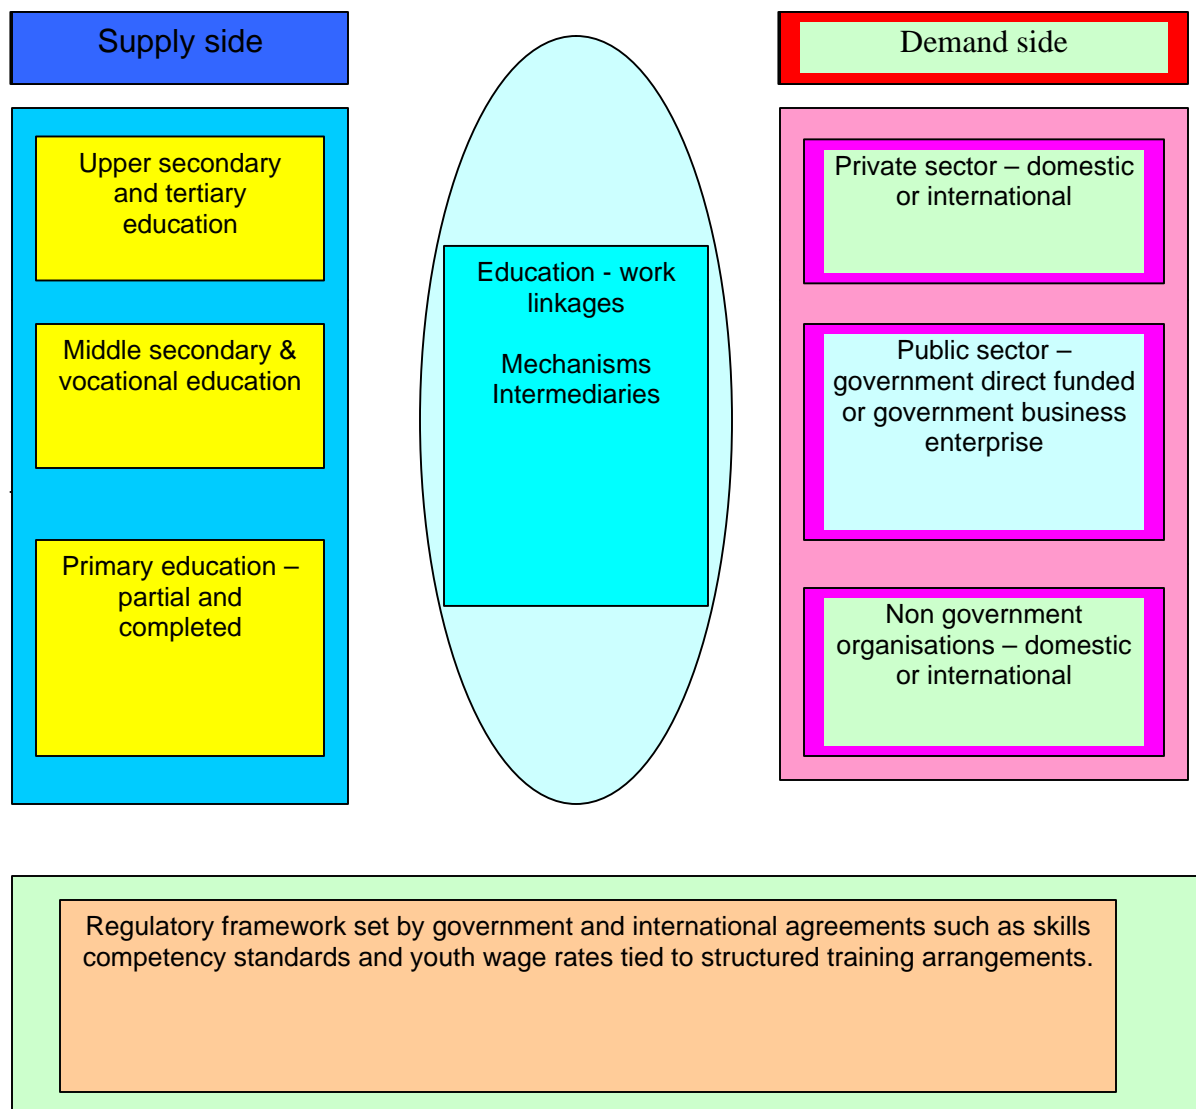 Supply side
Demand side
Upper secondary
and tertiary
education
Middle secondary &
vocational education
Primary education –
partial and
completed
Education - work
linkages
Mechanisms
Intermediaries
Private sector – domestic
or international
Public sector –
government direct funded
or government business
enterprise
Non government
organisations – domestic
or international
Regulatory framework set by government and international agreements such as skills
competency standards and youth wage rates tied to structured training arrangements.